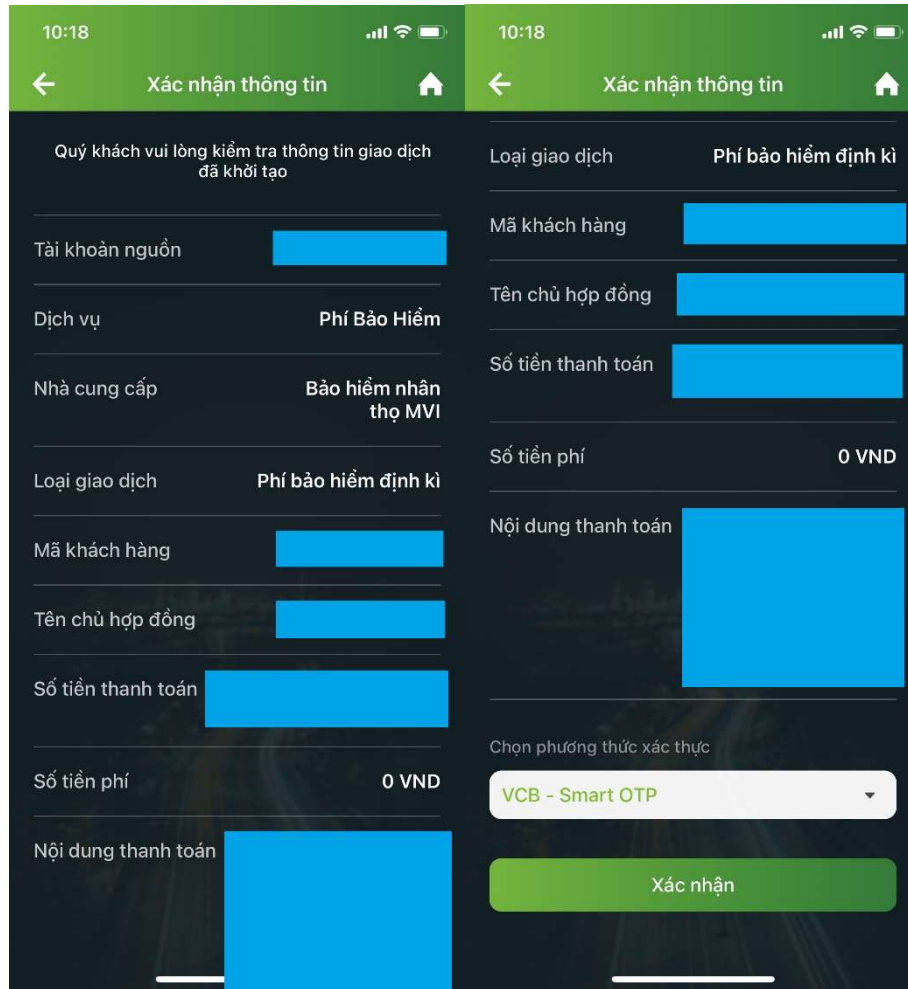 10:18
Xác nhận thông tin
Quý khách vui lòng kiểm tra thông tin giao dịch
đã khởi tạo
Tài khoản nguồn
Dịch vụ
Phí Bảo Hiểm
Nhà cung cấp
Bảo hiểm nhân
thọ MVI
Loại giao dịch
Phí bảo hiểm định kì
Mã khách hàng
Tên chủ hợp đồng
Số tiền thanh toán
Số tiền phí
0 VND
Nội dung thanh toán
10:18
Xác nhận thông tin
Loại giao dịch
Phí bảo hiểm định kì
Mã khách hàng
Tên chủ hợp đồng
Số tiền thanh toán
Số tiền phí
0 VND
Nội dung thanh toán
Chọn phương thức xác thực
VCB - Smart OTP
Xác nhận